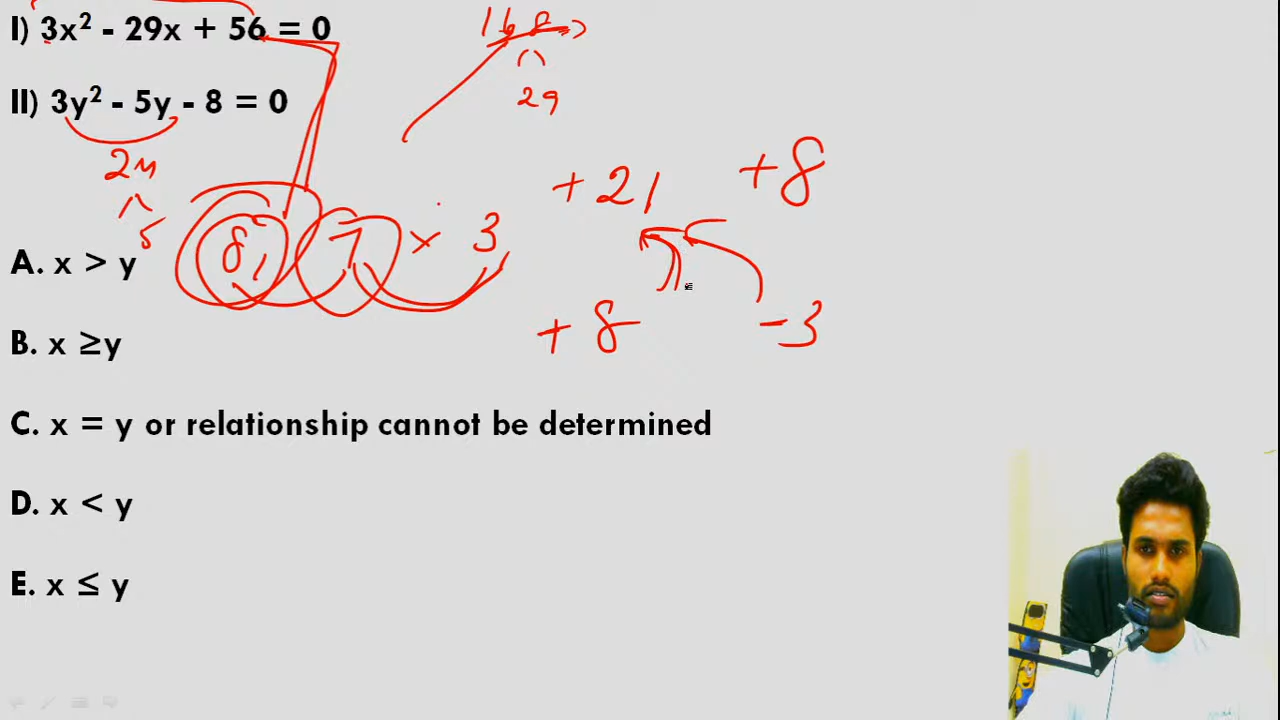 I) 3x² - 29x + 56 = 0
168
29
II) 3y² - 5y - 8 = 0
24
5
8, 7 × 3
+21 +8
+8 -3
A. x > y
B. x ≥y
C. x = y or relationship cannot be determined
D. x < y
E. x ≤ y